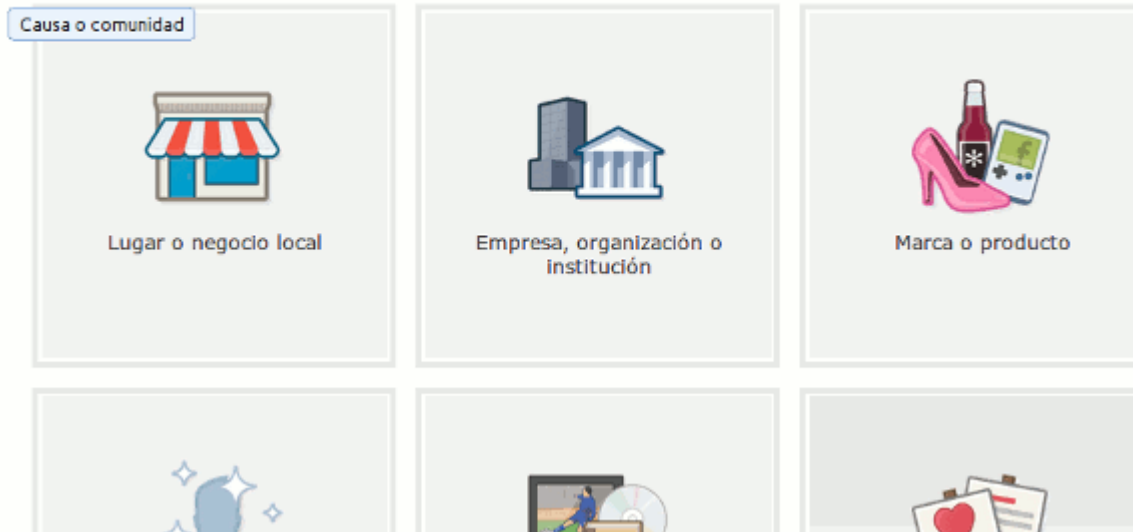 Causa o comunidad
Lugar o negocio local
Empresa, organización o
institución
Marca o producto